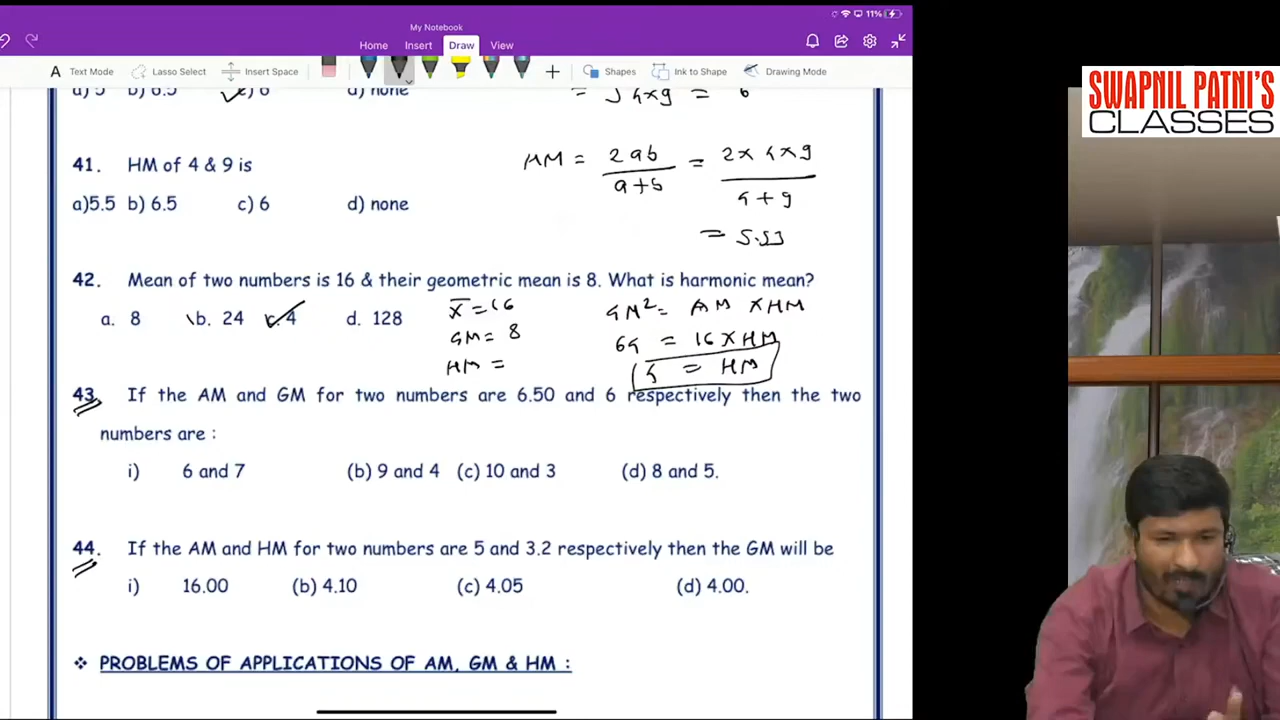 11%
My Notebook
Home Insert Draw View
A Text Mode Lasso Select Insert Space Shapes Ink to Shape Drawing Mode
a) 5 b) 6.5 c) 6 d) none
= √4x9 = 6
41. HM of 4 & 9 is
a)5.5 b) 6.5 c) 6 d) none
HM = 2ab / a+b = 2x 4x9 / 4+9
= 5.53
42. Mean of two numbers is 16 & their geometric mean is 8. What is harmonic mean?
a. 8 b. 24 c. 4 d. 128
x̄ = 16
GM = 8
HM =
GM² = AM XHM
64 = 16 X HM
4 = HM
43. If the AM and GM for two numbers are 6.50 and 6 respectively then the two
numbers are :
i) 6 and 7 (b) 9 and 4 (c) 10 and 3 (d) 8 and 5.
44. If the AM and HM for two numbers are 5 and 3.2 respectively then the GM will be
i) 16.00 (b) 4.10 (c) 4.05 (d) 4.00.
❖ PROBLEMS OF APPLICATIONS OF AM, GM & HM :
SWAPNIL PATNI'S
CLASSES